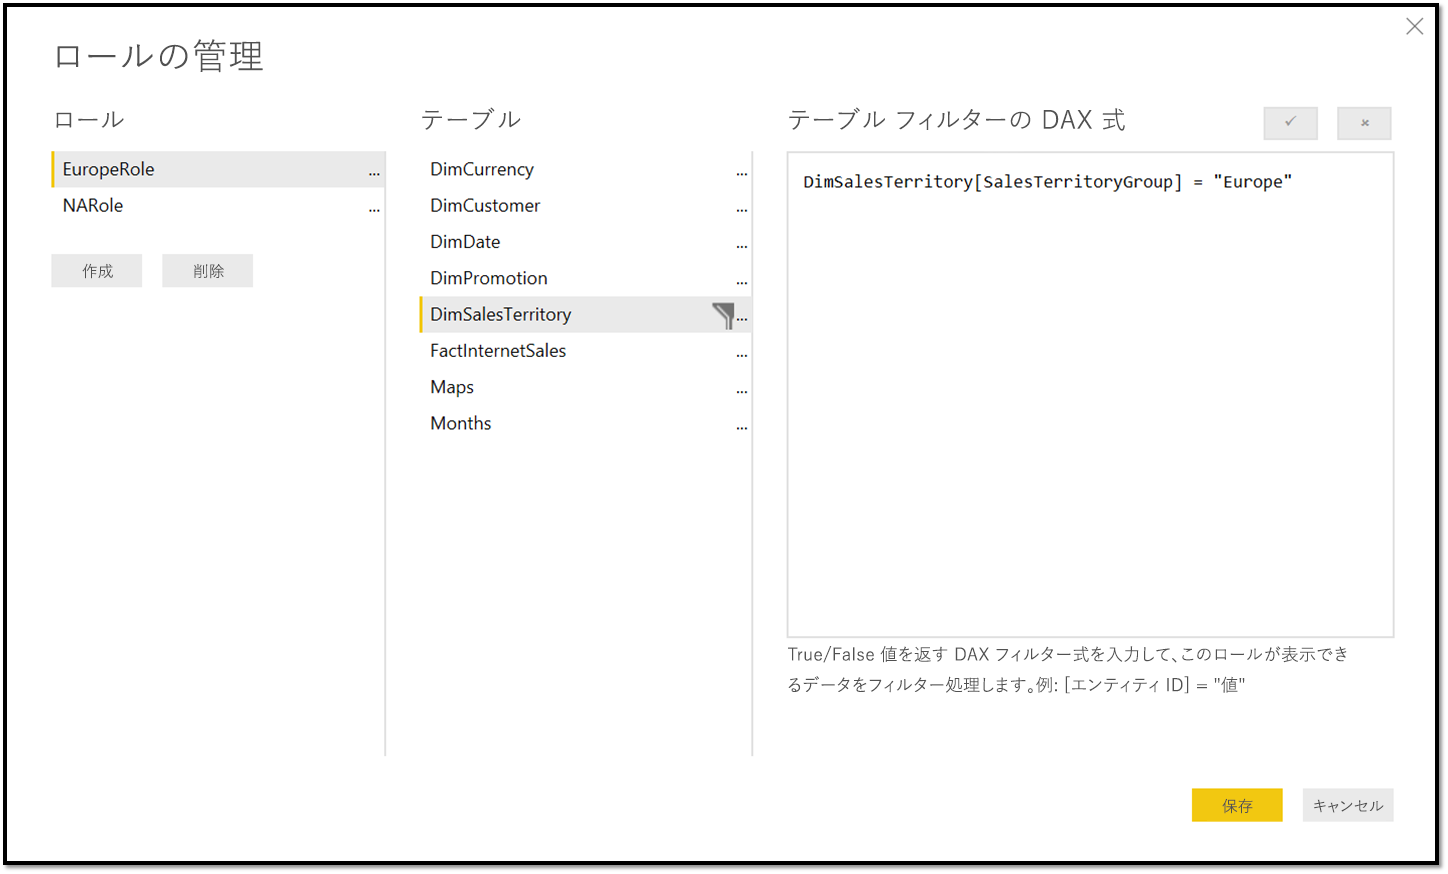 ロールの管理
ロール
EuropeRole ...
NARole ...
作成 削除
テーブル
DimCurrency ...
DimCustomer ...
DimDate ...
DimPromotion ...
DimSalesTerritory ...
FactInternetSales ...
Maps ...
Months ...
テーブル フィルターの DAX 式
DimSalesTerritory[SalesTerritoryGroup] = "Europe"
True/False 値を返す DAX フィルター式を入力して、このロールが表示でき
るデータをフィルター処理します。例: [エンティティ ID] = "値"
保存 キャンセル